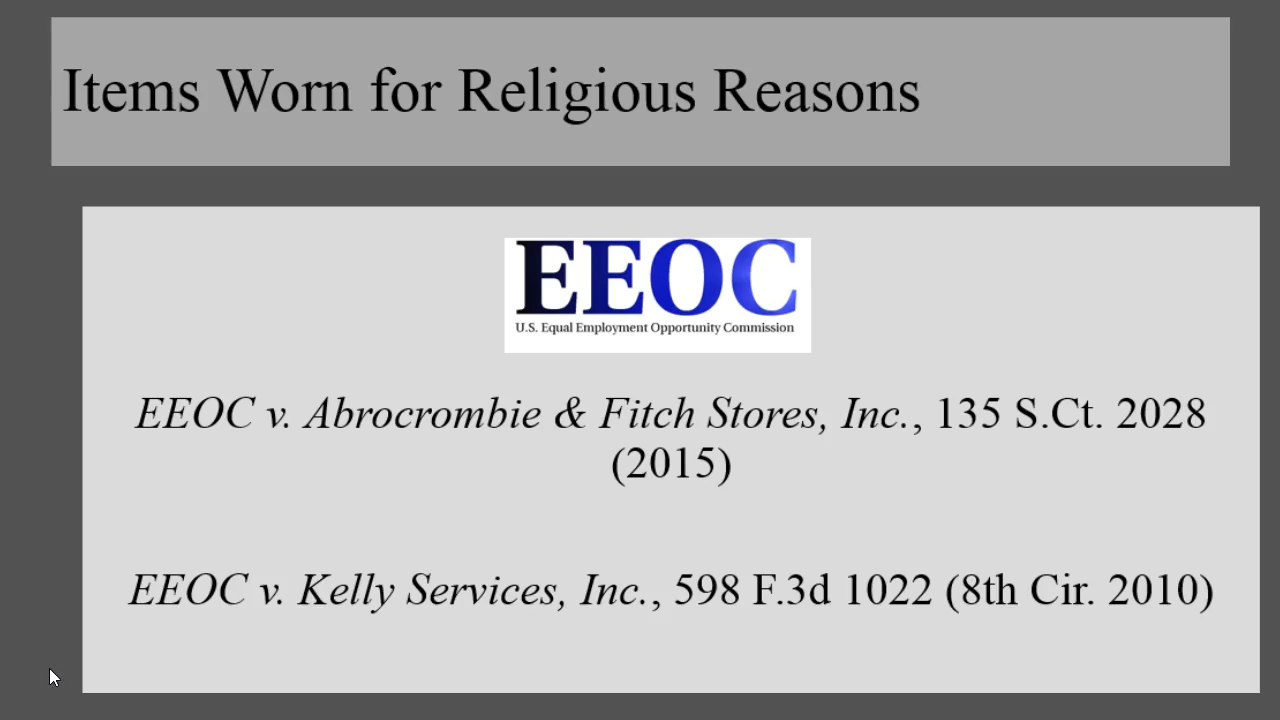 Items Worn for Religious Reasons
EEOC
U.S. Equal Employment Opportunity Commission
EEOC v. Abrocrombie & Fitch Stores, Inc., 135 S.Ct. 2028
(2015)
EEOC v. Kelly Services, Inc., 598 F.3d 1022 (8th Cir. 2010)